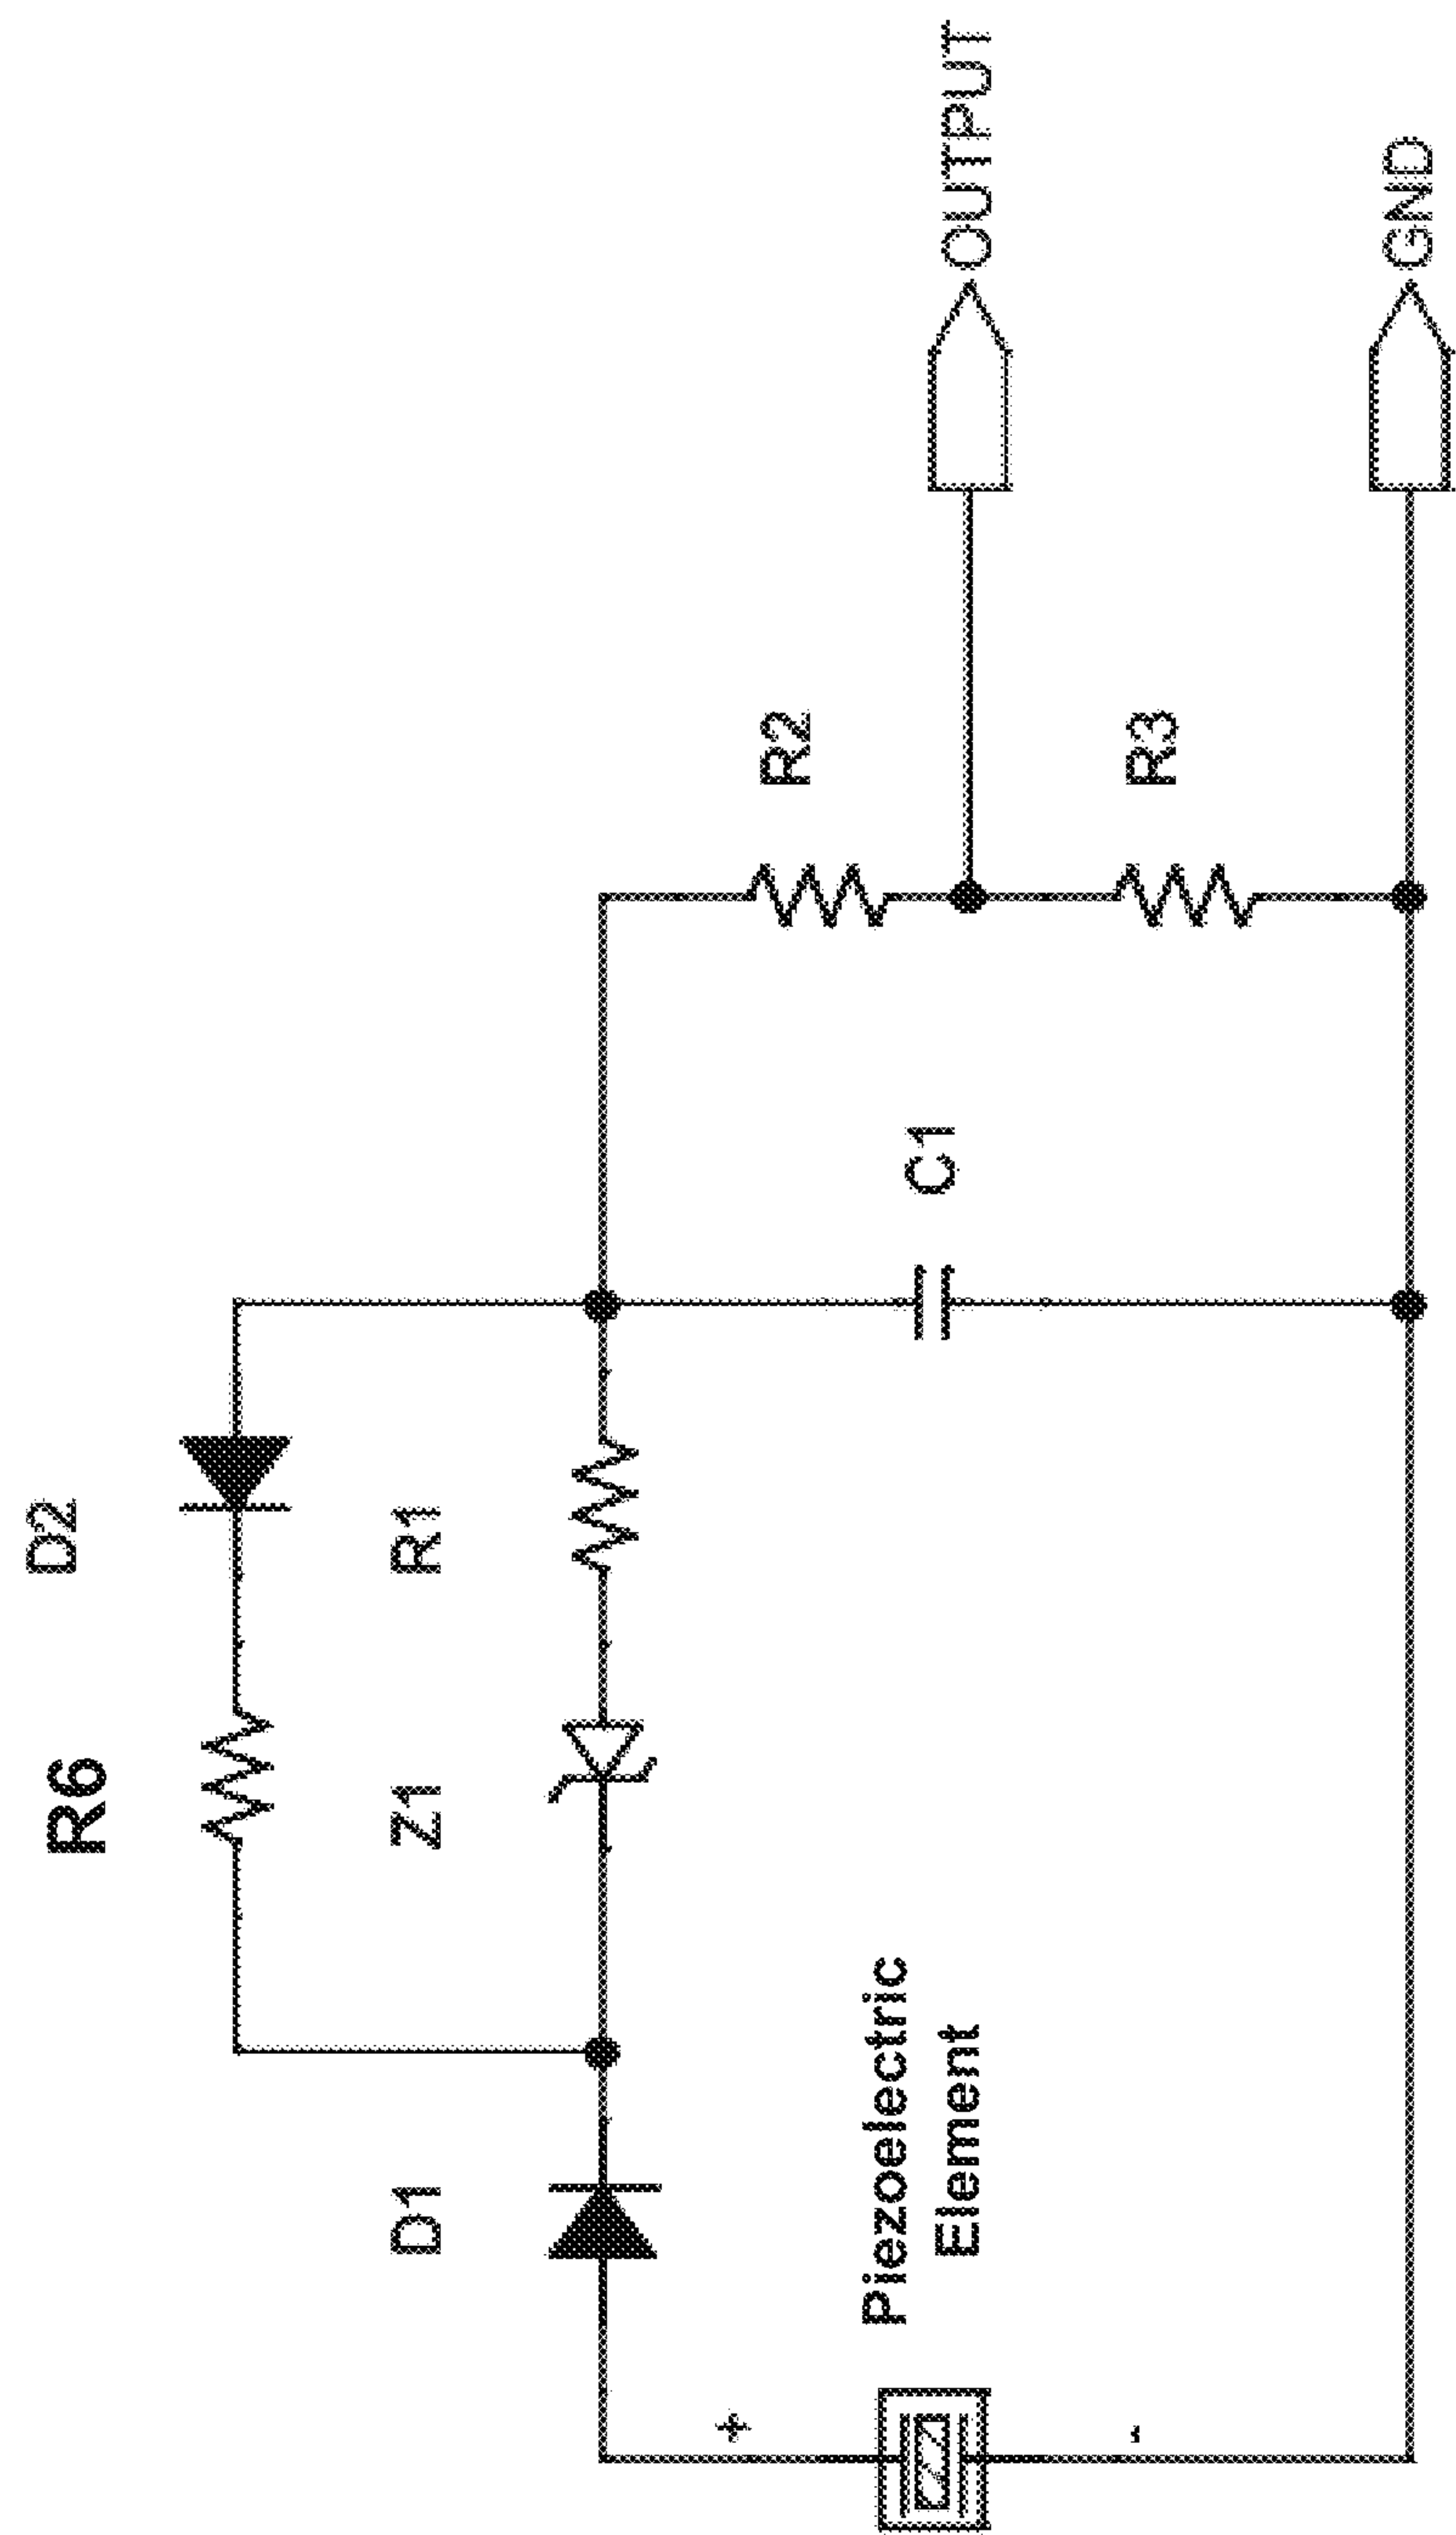 R6
D2
D1
Z1
R1
C1
R2
R3
Piezoelectric
Element
+
-
OUTPUT
GND